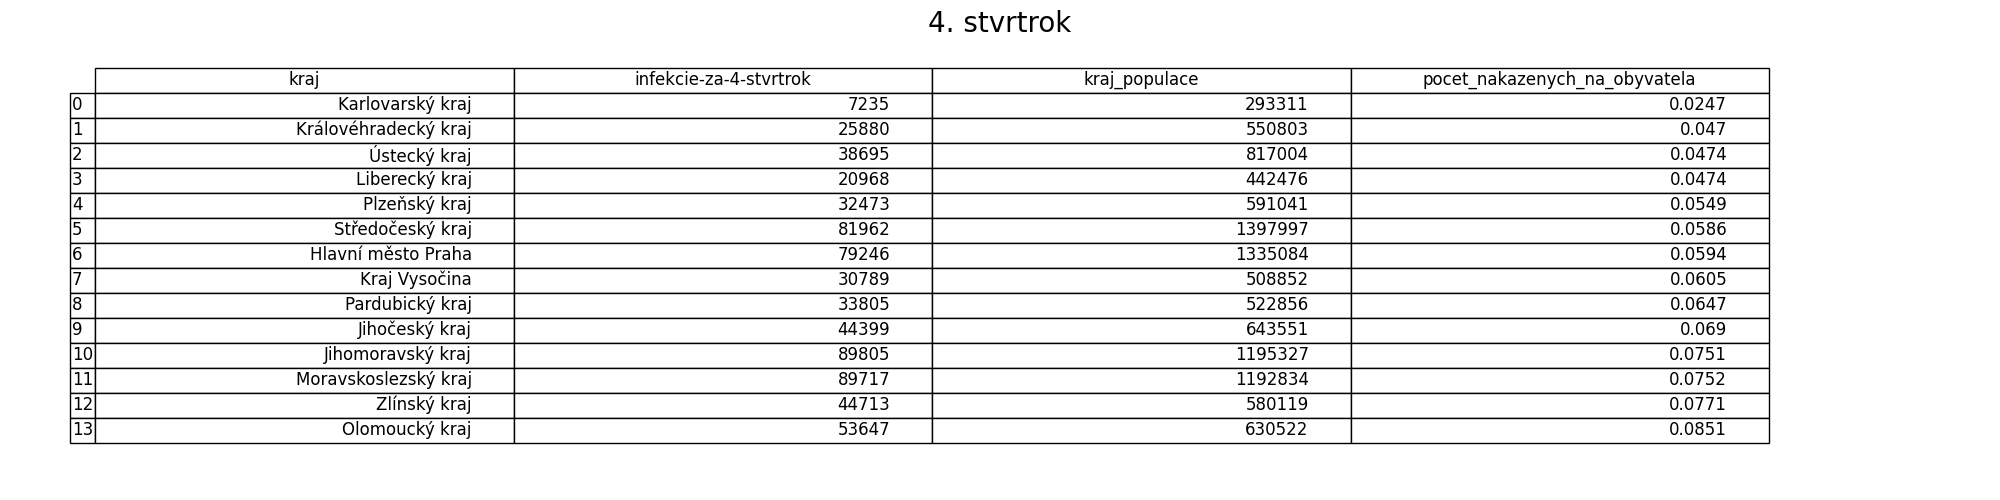 4. stvrtrok
kraj infekcie-za-4-stvrtrok kraj_populace pocet_nakazenych_na_obyvatela
0 Karlovarský kraj 7235 293311 0.0247
1 Královéhradecký kraj 25880 550803 0.047
2 Ústecký kraj 38695 817004 0.0474
3 Liberecký kraj 20968 442476 0.0474
4 Plzeňský kraj 32473 591041 0.0549
5 Středočeský kraj 81962 1397997 0.0586
6 Hlavní město Praha 79246 1335084 0.0594
7 Kraj Vysočina 30789 508852 0.0605
8 Pardubický kraj 33805 522856 0.0647
9 Jihočeský kraj 44399 643551 0.069
10 Jihomoravský kraj 89805 1195327 0.0751
11 Moravskoslezský kraj 89717 1192834 0.0752
12 Zlínský kraj 44713 580119 0.0771
13 Olomoucký kraj 53647 630522 0.0851